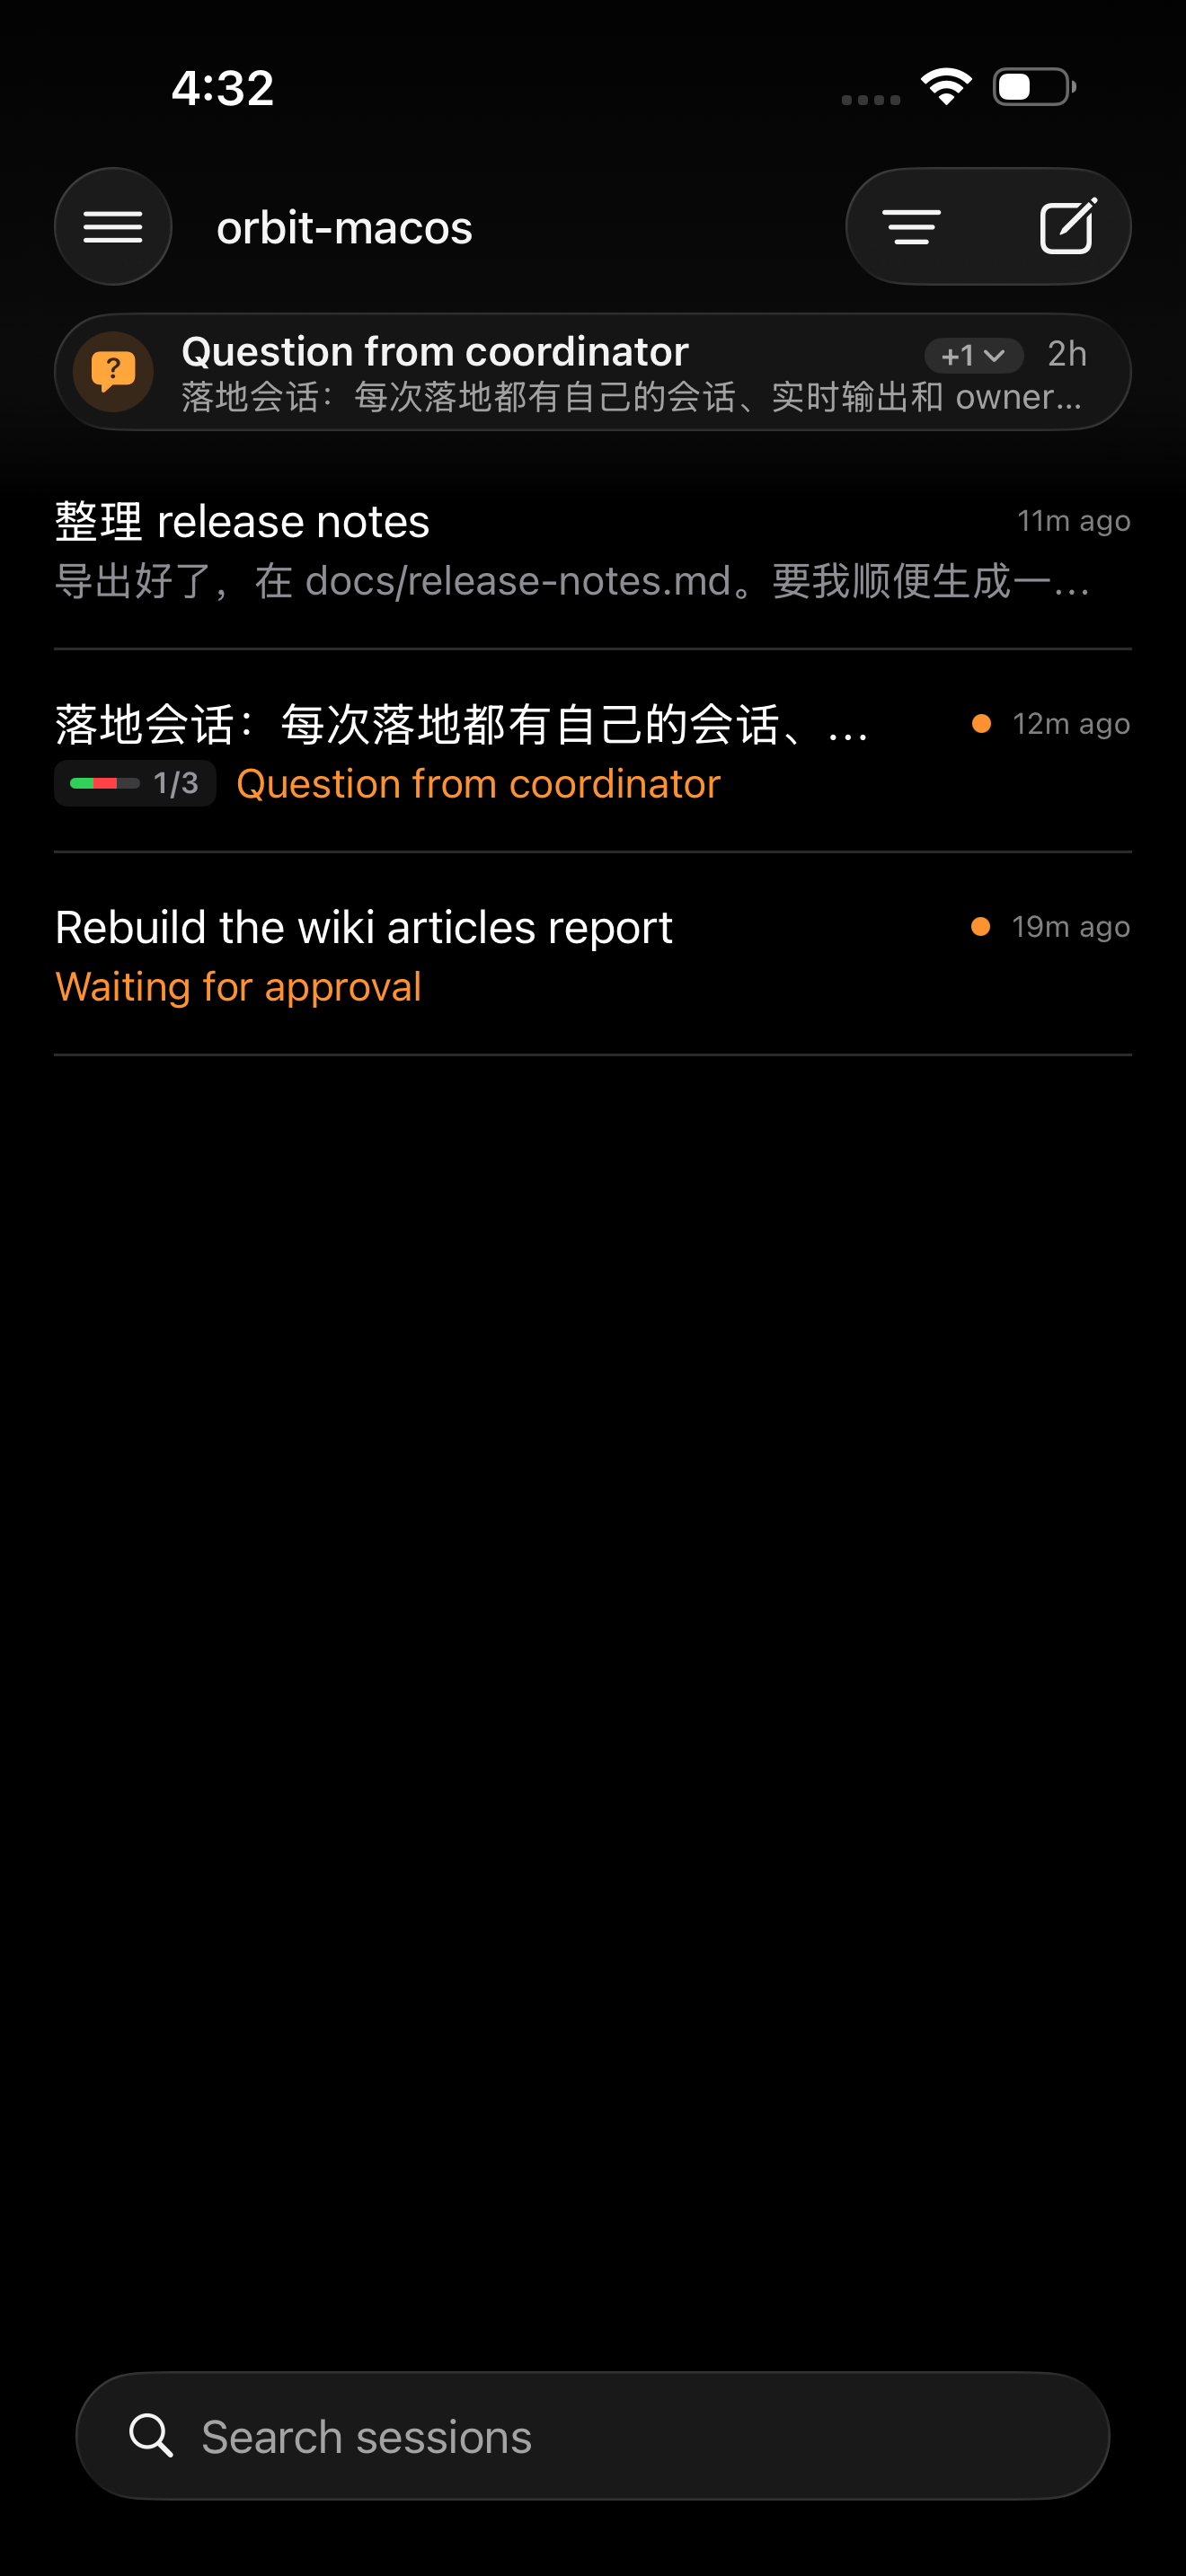 4:32
orbit-macos
Question from coordinator +1 2h
落地会话：每次落地都有自己的会话、实时输出和 owner...
整理 release notes 11m ago
导出好了，在 docs/release-notes.md。要我顺便生成一...
落地会话：每次落地都有自己的会话、... 12m ago
1/3 Question from coordinator
Rebuild the wiki articles report 19m ago
Waiting for approval
Search sessions